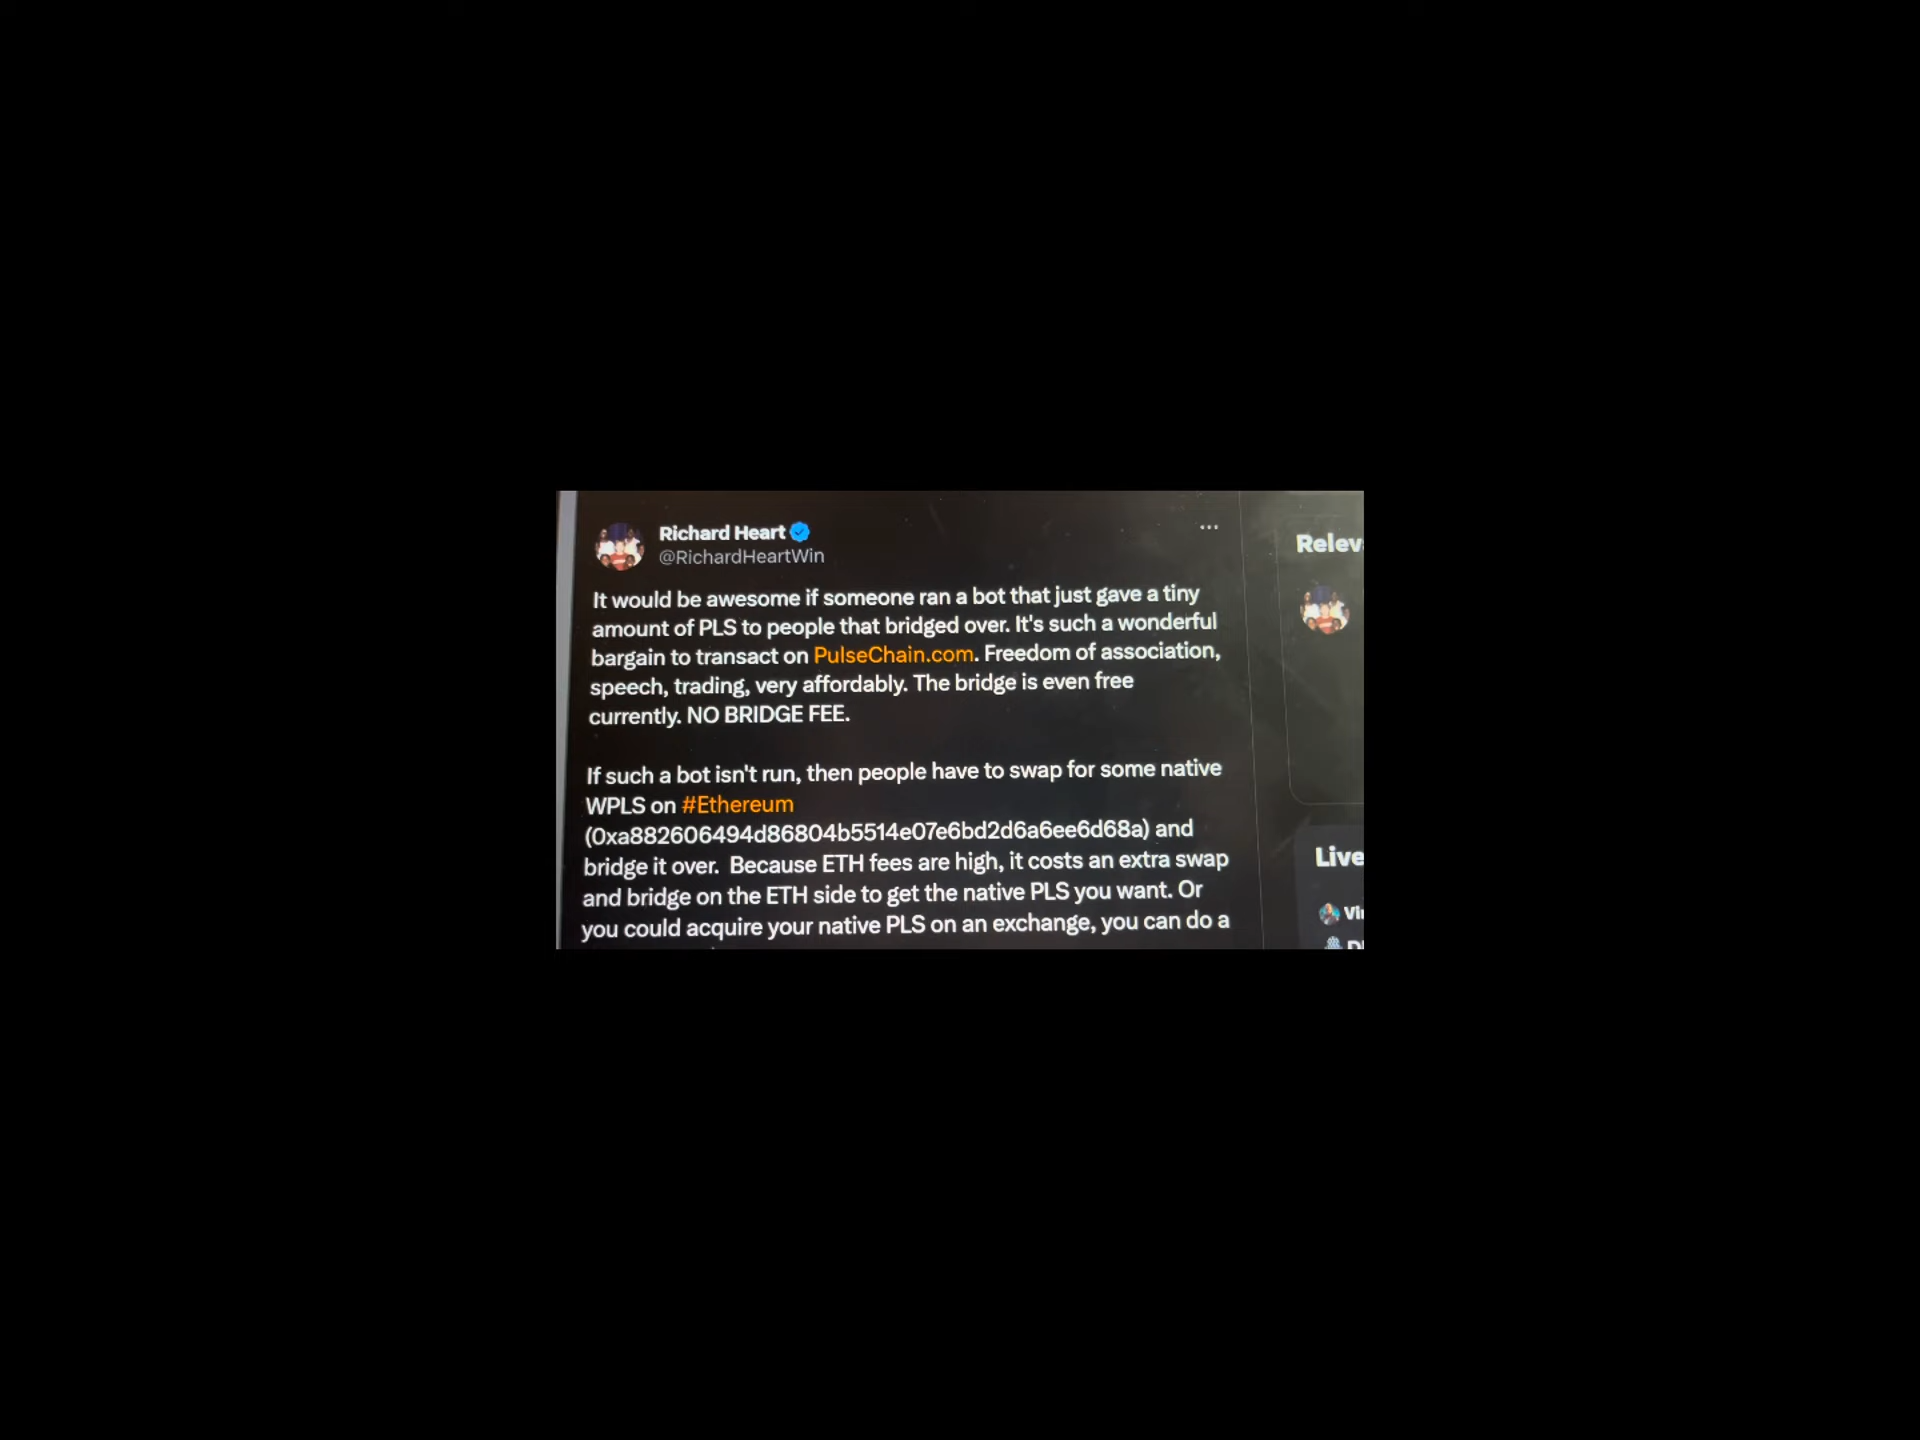 Richard Heart
@RichardHeartWin
...
It would be awesome if someone ran a bot that just gave a tiny
amount of PLS to people that bridged over. It's such a wonderful
bargain to transact on PulseChain.com. Freedom of association,
speech, trading, very affordably. The bridge is even free
currently. NO BRIDGE FEE.
If such a bot isn't run, then people have to swap for some native
WPLS on #Ethereum
(0xa882606494d86804b5514e07e6bd2d6a6ee6d68a) and
bridge it over.  Because ETH fees are high, it costs an extra swap
and bridge on the ETH side to get the native PLS you want. Or
you could acquire your native PLS on an exchange, you can do a
Relev
Live
Vi